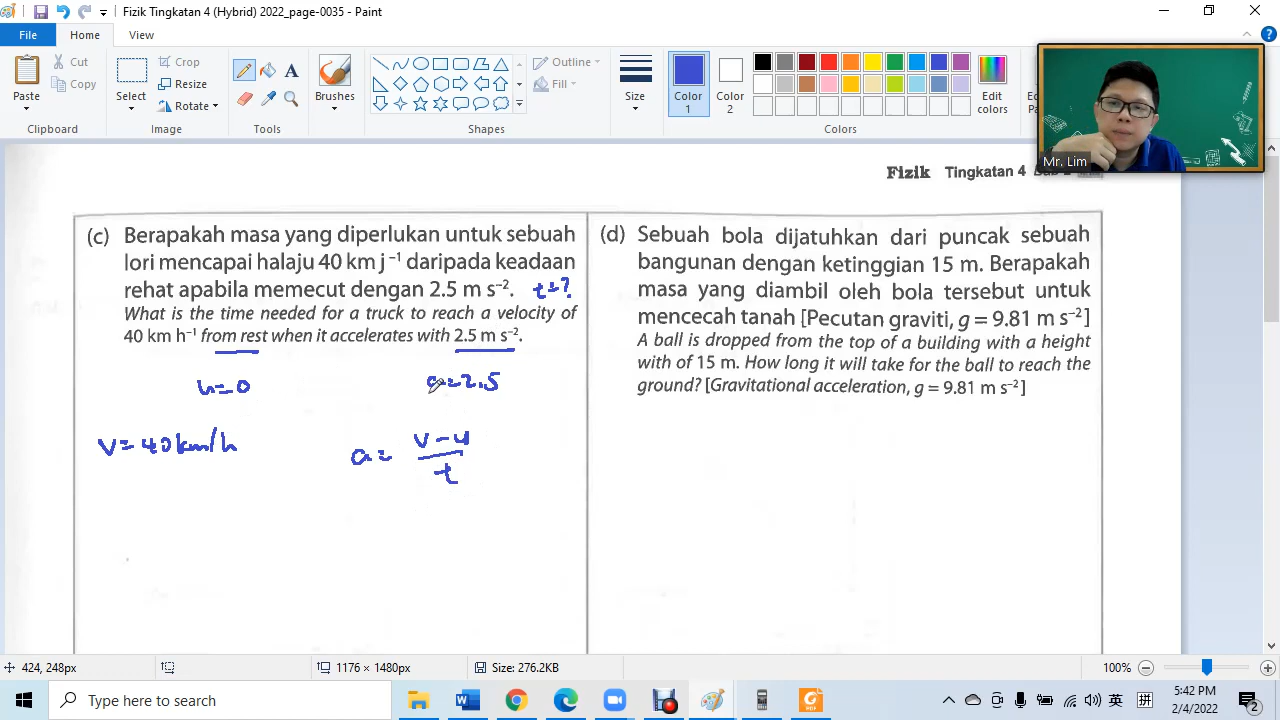 Fizik Tingkatan 4 (Hybrid) 2022_page-0035 - Paint
File
Home
View
Paste
Cut
Copy
Clipboard
Select
Crop
Resize
Rotate
Image
A
Tools
Brushes
Shapes
Outline
Fill
Size
Color 1
Color 2
Colors
Edit colors
Mr. Lim
Fizik Tingkatan 4
(c) Berapakah masa yang diperlukan untuk sebuah
lori mencapai halaju 40 km j⁻¹ daripada keadaan
rehat apabila memecut dengan 2.5 m s⁻². t=?
What is the time needed for a truck to reach a velocity of
40 km h⁻¹ from rest when it accelerates with 2.5 m s⁻².
u=0
a=2.5
v=40km/h
a= v-u
t
(d) Sebuah bola dijatuhkan dari puncak sebuah
bangunan dengan ketinggian 15 m. Berapakah
masa yang diambil oleh bola tersebut untuk
mencecah tanah [Pecutan graviti, g = 9.81 m s⁻²]
A ball is dropped from the top of a building with a height
with of 15 m. How long it will take for the ball to reach the
ground? [Gravitational acceleration, g = 9.81 m s⁻²]
424, 248px
1176 × 1480px
Size: 276.2KB
100%
Type here to search
英
拼
5:42 PM
2/4/2022
2